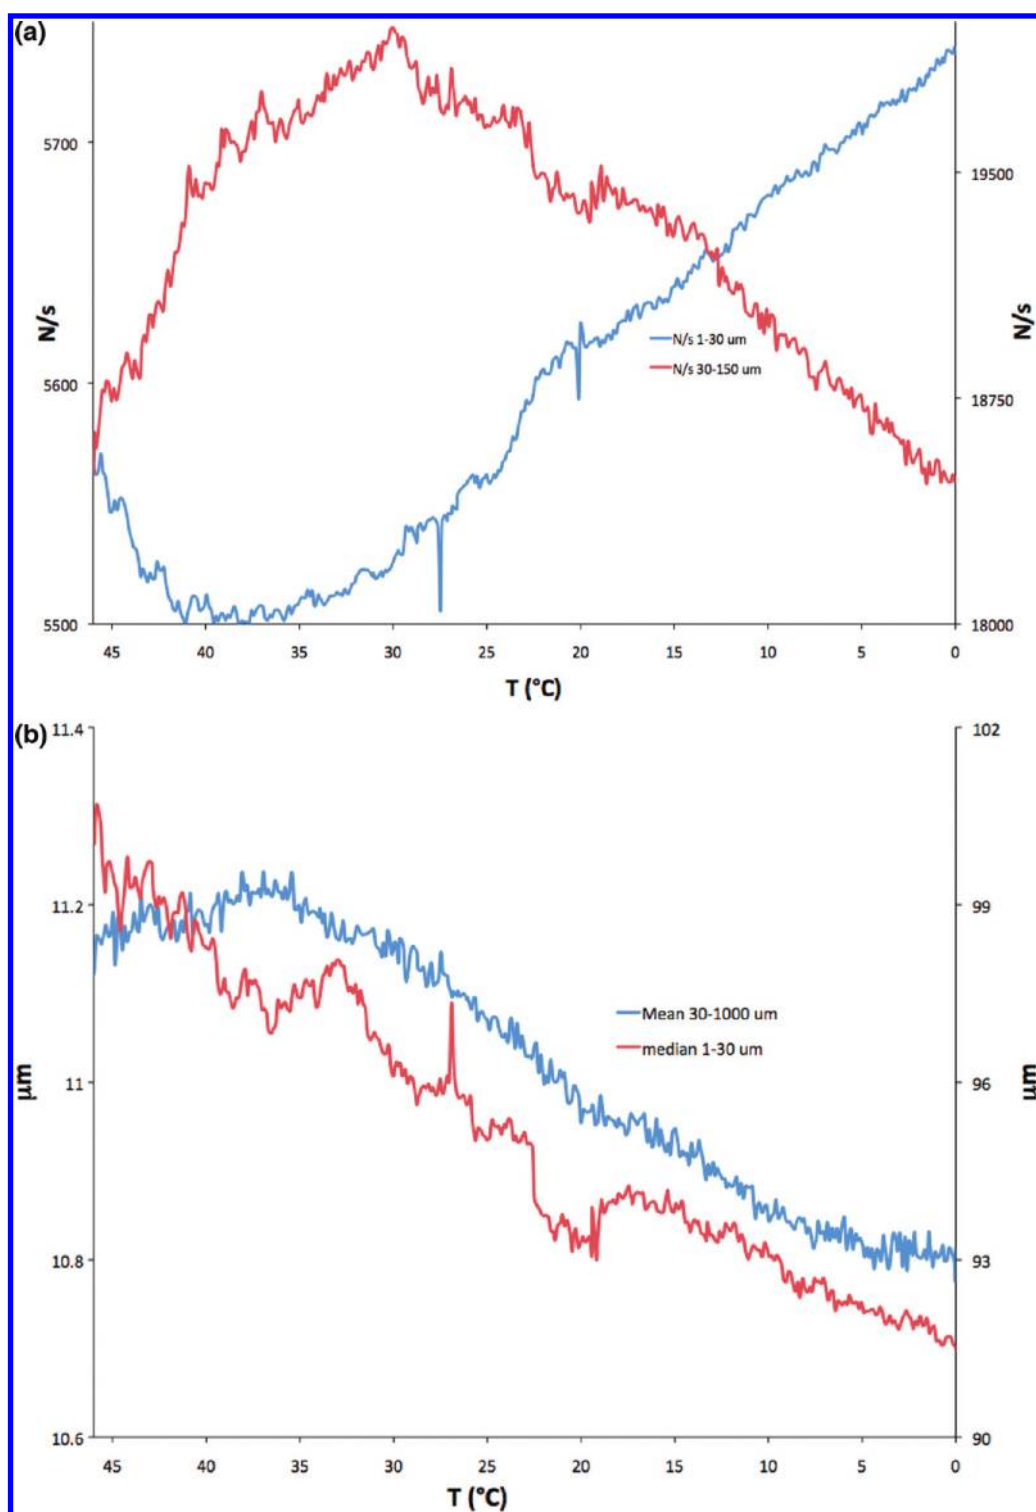 (a)
5700
5600
5500
N/s
19500
18750
18000
N/s
N/s 1-30 um
N/s 30-150 um
45 40 35 30 25 20 15 10 5 0
T (°C)
(b)
11.4
11.2
11
10.8
10.6
μm
102
99
96
93
90
μm
Mean 30-1000 um
median 1-30 um
45 40 35 30 25 20 15 10 5 0
T (°C)